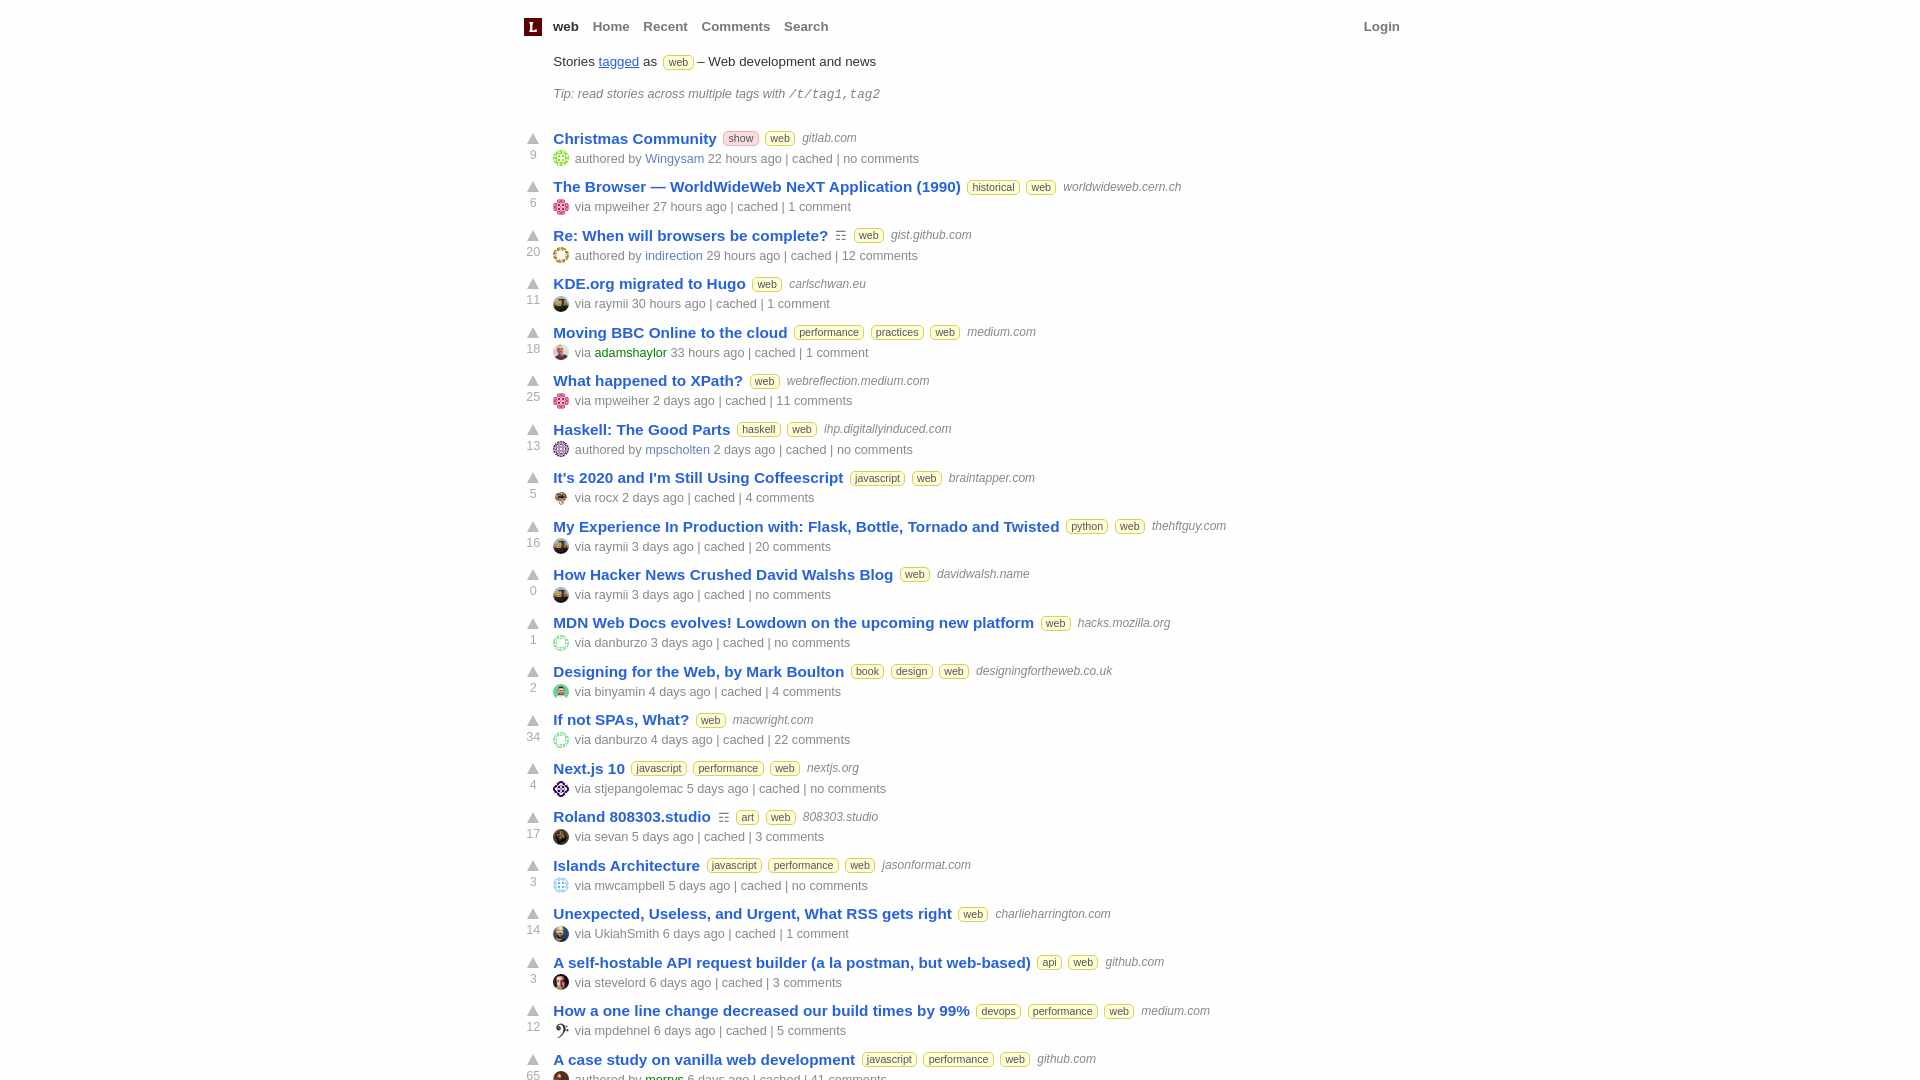 L web Home Recent Comments Search Login
Stories tagged as web – Web development and news
Tip: read stories across multiple tags with /t/tag1,tag2
Christmas Community show web gitlab.com
9 authored by Wingysam 22 hours ago | cached | no comments
The Browser — WorldWideWeb NeXT Application (1990) historical web worldwideweb.cern.ch
6 via mpweiher 27 hours ago | cached | 1 comment
Re: When will browsers be complete? ☶ web gist.github.com
20 authored by indirection 29 hours ago | cached | 12 comments
KDE.org migrated to Hugo web carlschwan.eu
11 via raymii 30 hours ago | cached | 1 comment
Moving BBC Online to the cloud performance practices web medium.com
18 via adamshaylor 33 hours ago | cached | 1 comment
What happened to XPath? web webreflection.medium.com
25 via mpweiher 2 days ago | cached | 11 comments
Haskell: The Good Parts haskell web ihp.digitallyinduced.com
13 authored by mpscholten 2 days ago | cached | no comments
It's 2020 and I'm Still Using Coffeescript javascript web braintapper.com
5 via rocx 2 days ago | cached | 4 comments
My Experience In Production with: Flask, Bottle, Tornado and Twisted python web thehftguy.com
16 via raymii 3 days ago | cached | 20 comments
How Hacker News Crushed David Walshs Blog web davidwalsh.name
0 via raymii 3 days ago | cached | no comments
MDN Web Docs evolves! Lowdown on the upcoming new platform web hacks.mozilla.org
1 via danburzo 3 days ago | cached | no comments
Designing for the Web, by Mark Boulton book design web designingfortheweb.co.uk
2 via binyamin 4 days ago | cached | 4 comments
If not SPAs, What? web macwright.com
34 via danburzo 4 days ago | cached | 22 comments
Next.js 10 javascript performance web nextjs.org
4 via stjepangolemac 5 days ago | cached | no comments
Roland 808303.studio ☶ art web 808303.studio
17 via sevan 5 days ago | cached | 3 comments
Islands Architecture javascript performance web jasonformat.com
3 via mwcampbell 5 days ago | cached | no comments
Unexpected, Useless, and Urgent, What RSS gets right web charlieharrington.com
14 via UkiahSmith 6 days ago | cached | 1 comment
A self-hostable API request builder (a la postman, but web-based) api web github.com
3 via stevelord 6 days ago | cached | 3 comments
How a one line change decreased our build times by 99% devops performance web medium.com
12 via mpdehnel 6 days ago | cached | 5 comments
A case study on vanilla web development javascript performance web github.com
65 authored by morrys 6 days ago | cached | 41 comments